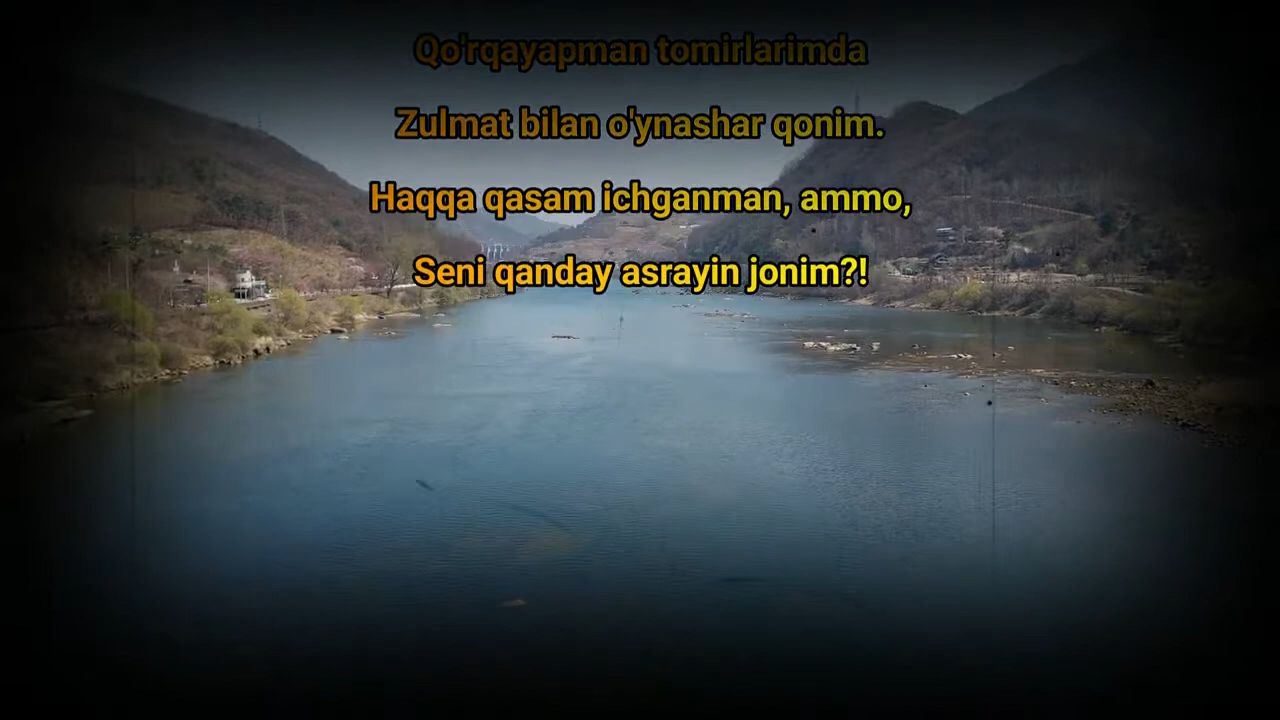 Qo'rqayapman tomirlarimda
Zulmat bilan o'ynashar qonim.
Haqqa qasam ichganman, ammo,
Seni qanday asrayin jonim?!